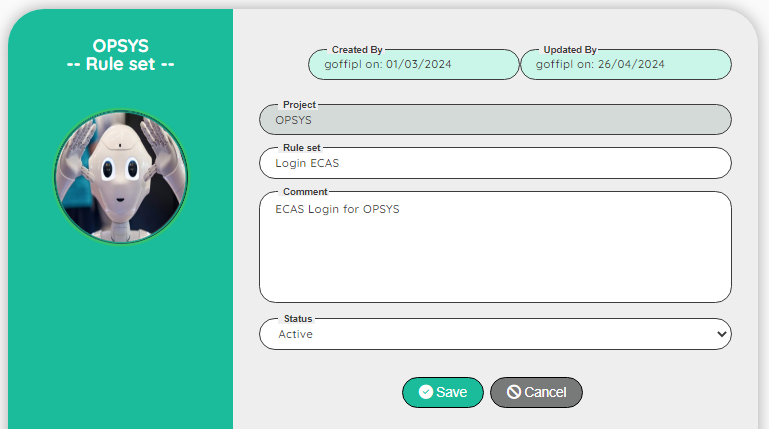 OPSYS
-- Rule set --
Created By
goffipl on: 01/03/2024
Updated By
goffipl on: 26/04/2024
Project
OPSYS
Rule set
Login ECAS
Comment
ECAS Login for OPSYS
Status
Active
Save
Cancel